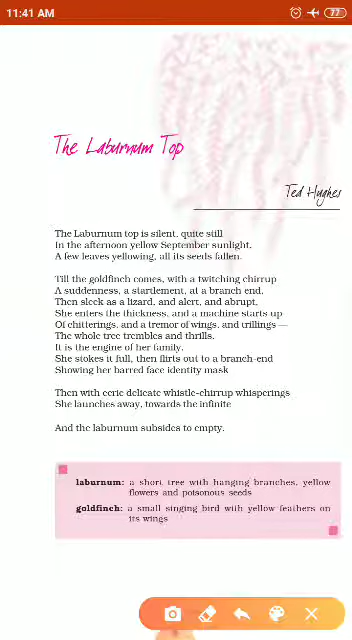 11:41 AM
77
The Laburnum Top
Ted Hughes
The Laburnum top is silent, quite still
In the afternoon yellow September sunlight,
A few leaves yellowing, all its seeds fallen.
Till the goldfinch comes, with a twitching chirrup
A suddenness, a startlement, at a branch end.
Then sleek as a lizard, and alert, and abrupt,
She enters the thickness, and a machine starts up
Of chitterings, and a tremor of wings, and trillings —
The whole tree trembles and thrills.
It is the engine of her family.
She stokes it full, then flirts out to a branch-end
Showing her barred face identity mask
Then with eerie delicate whistle-chirrup whisperings
She launches away, towards the infinite
And the laburnum subsides to empty.
laburnum: a short tree with hanging branches, yellow
flowers and poisonous seeds
goldfinch: a small singing bird with yellow feathers on
its wings